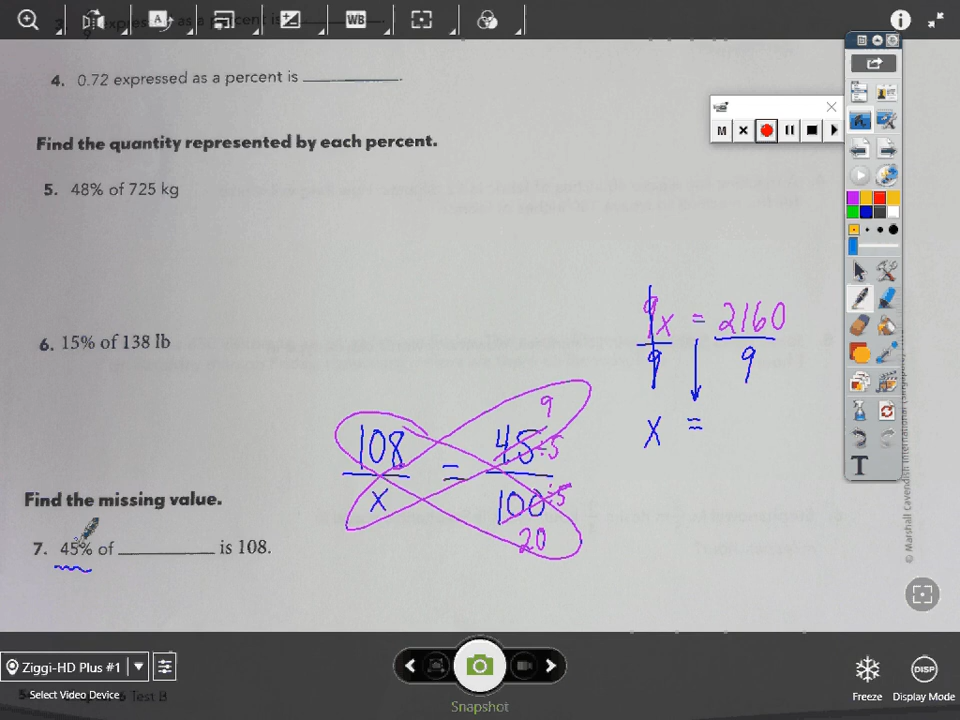 WB
4. 0.72 expressed as a percent is
Find the quantity represented by each percent.
M
5. 48% of 725 kg
9x = 2160
9 9
6. 15% of 138 lb
x =
9
108 = 45 ÷5
x 100 ÷5
20
Find the missing value.
7. 45% of ____________ is 108.
© Marshall Cavendish International (Singapore)
T
Ziggi-HD Plus #1
Select Video Device
Snapshot
Freeze
DISP
Display Mode
Test B